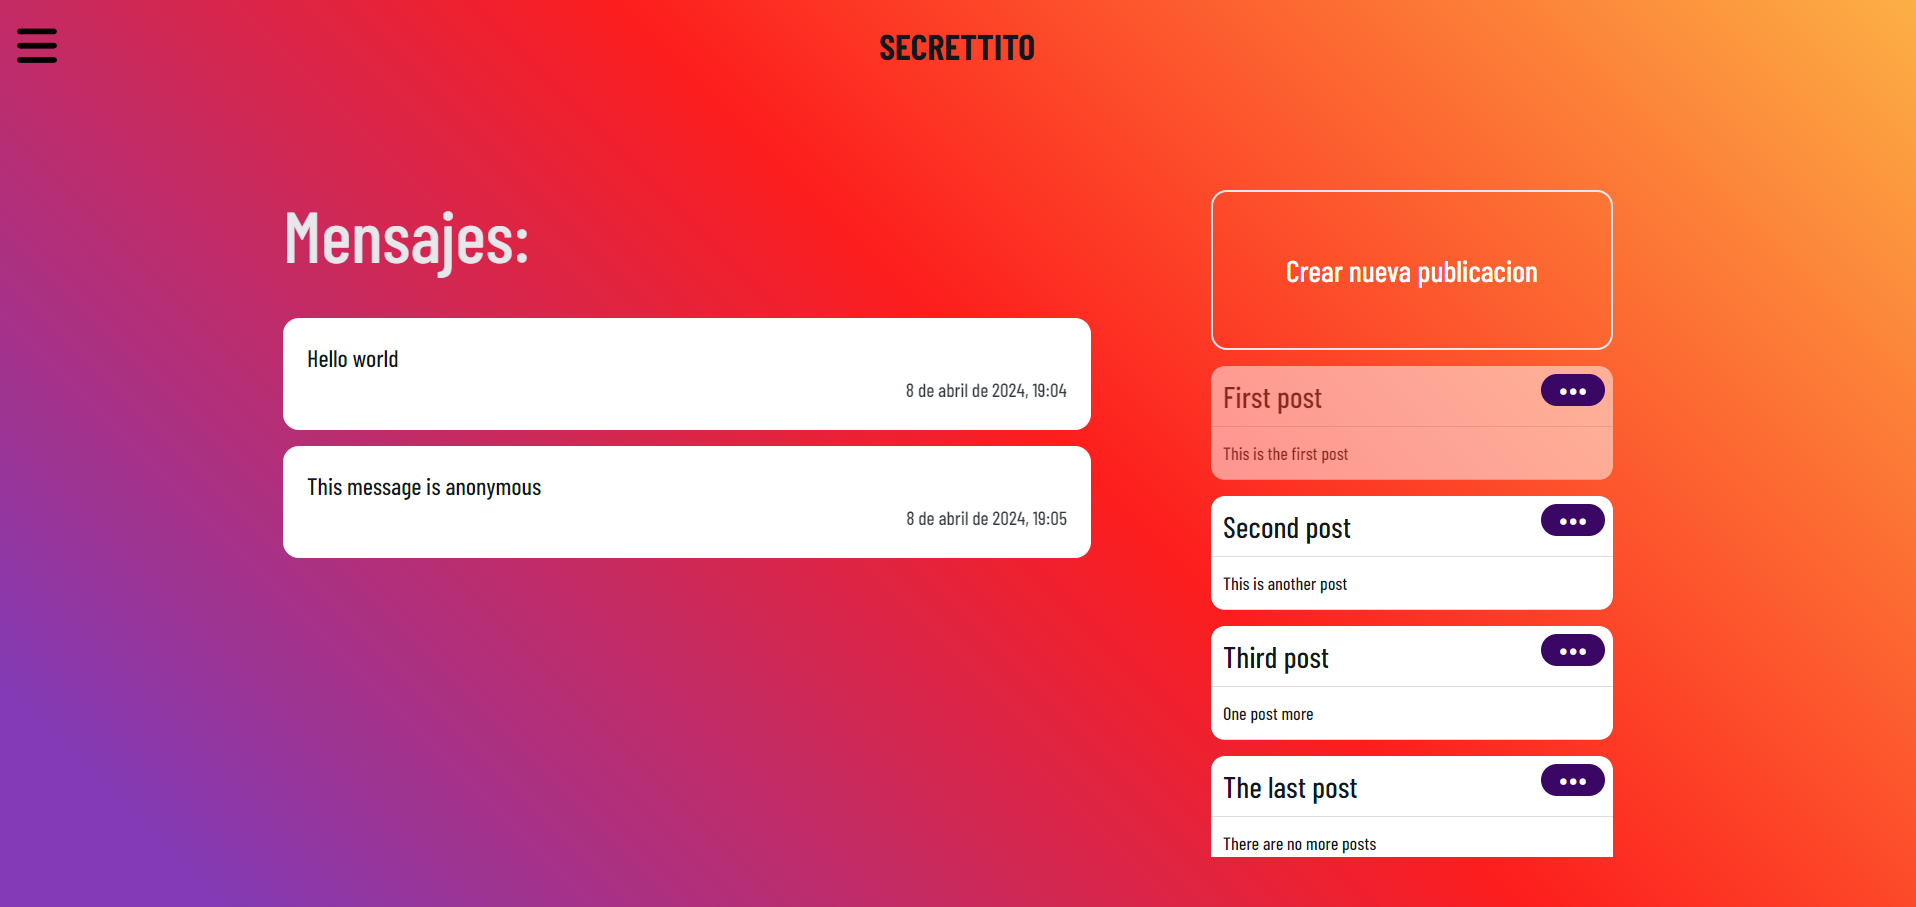 SECRETTITO
Mensajes:
Hello world
8 de abril de 2024, 19:04
This message is anonymous
8 de abril de 2024, 19:05
Crear nueva publicacion
First post
This is the first post
Second post
This is another post
Third post
One post more
The last post
There are no more posts